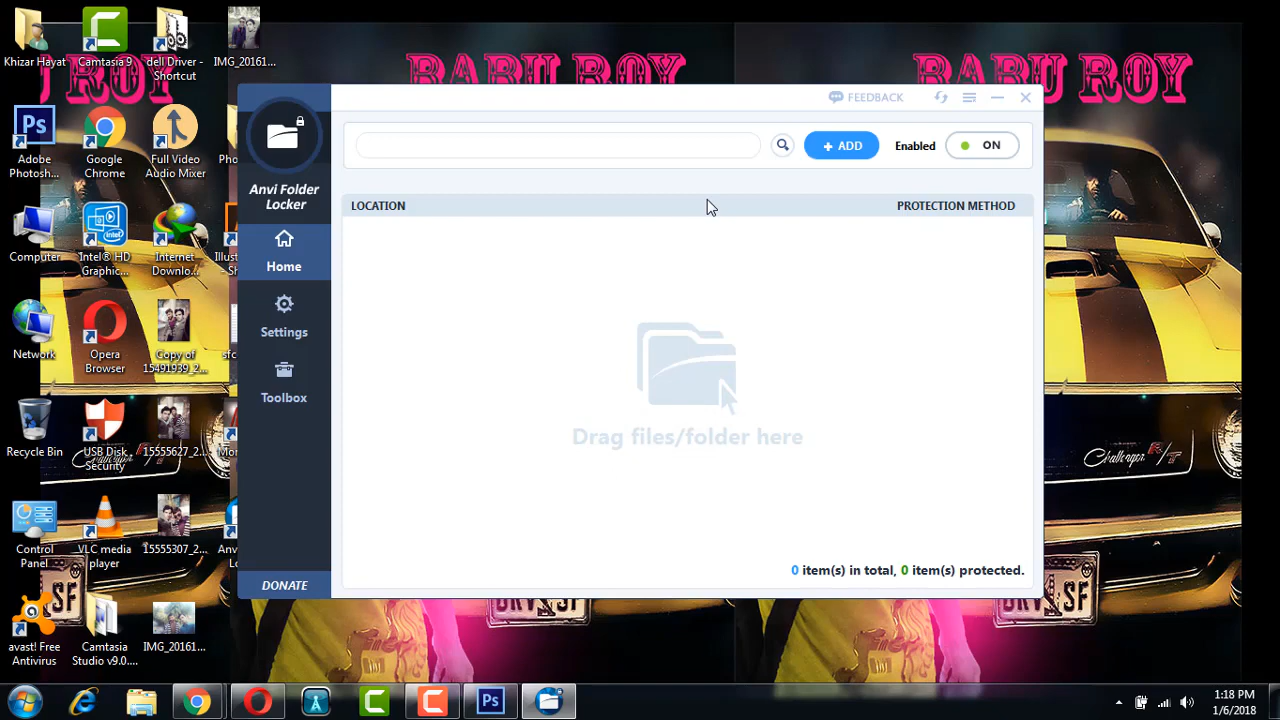 BABU ROY
BABU ROY
Khizar Hayat
Camtasia 9
dell Driver -
Shortcut
IMG_20161...
Adobe
Photosh...
Google
Chrome
Full Video
Audio Mixer
Computer
Intel® HD
Graphic...
Internet
Downlo...
Network
Opera
Browser
Copy of
15491939_2...
sfc
Recycle Bin
USB Disk
Security
15555627_2...
Control
Panel
VLC media
player
15555307_2...
avast! Free
Antivirus
Camtasia
Studio v9.0....
IMG_20161...
Anvi Folder
Locker
Home
Settings
Toolbox
DONATE
FEEDBACK
+ ADD
Enabled
ON
LOCATION
PROTECTION METHOD
Drag files/folder here
0 item(s) in total, 0 item(s) protected.
Challenger R/T
1:18 PM
1/6/2018